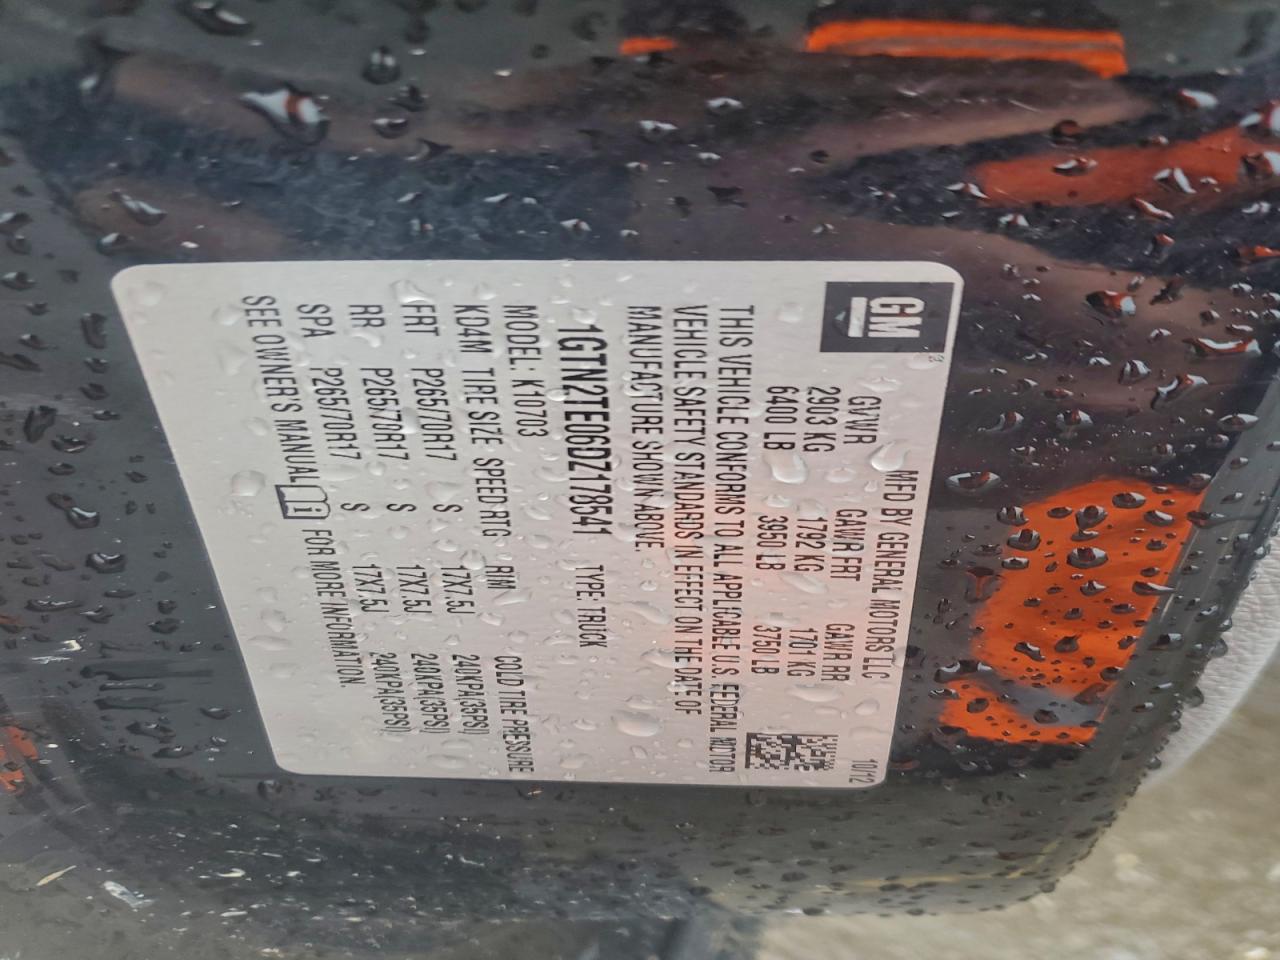 GM
MFD BY GENERAL MOTORS LLC 10/12
GVWR GAWR FRT GAWR RR
2903 KG 1792 KG 1701 KG
6400 LB 3950 LB 3750 LB
THIS VEHICLE CONFORMS TO ALL APPLICABLE U.S. FEDERAL MOTOR
VEHICLE SAFETY STANDARDS IN EFFECT ON THE DATE OF
MANUFACTURE SHOWN ABOVE.
1GTN2TE06DZ178541 TYPE: TRUCK
MODEL: K10703
KD4M TIRE SIZE SPEED RTG RIM COLD TIRE PRESSURE
FRT P265/70R17 S 17X7.5J 240KPA(35PSI)
RR P265/70R17 S 17X7.5J 240KPA(35PSI)
SPA P265/70R17 S 17X7.5J 240KPA(35PSI)
SEE OWNER'S MANUAL i FOR MORE INFORMATION.